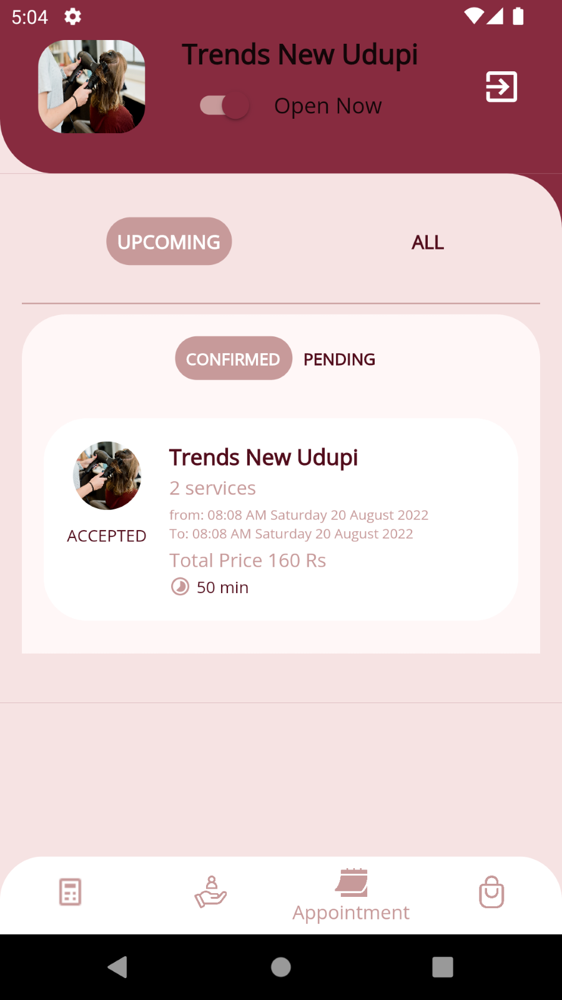 5:04
Trends New Udupi
Open Now
UPCOMING
ALL
CONFIRMED
PENDING
Trends New Udupi
2 services
from: 08:08 AM Saturday 20 August 2022
To: 08:08 AM Saturday 20 August 2022
ACCEPTED
Total Price 160 Rs
50 min
Appointment